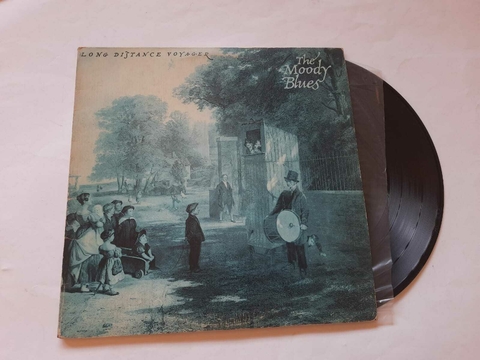 LONG DISTANCE VOYAGER
The
Moody
Blues